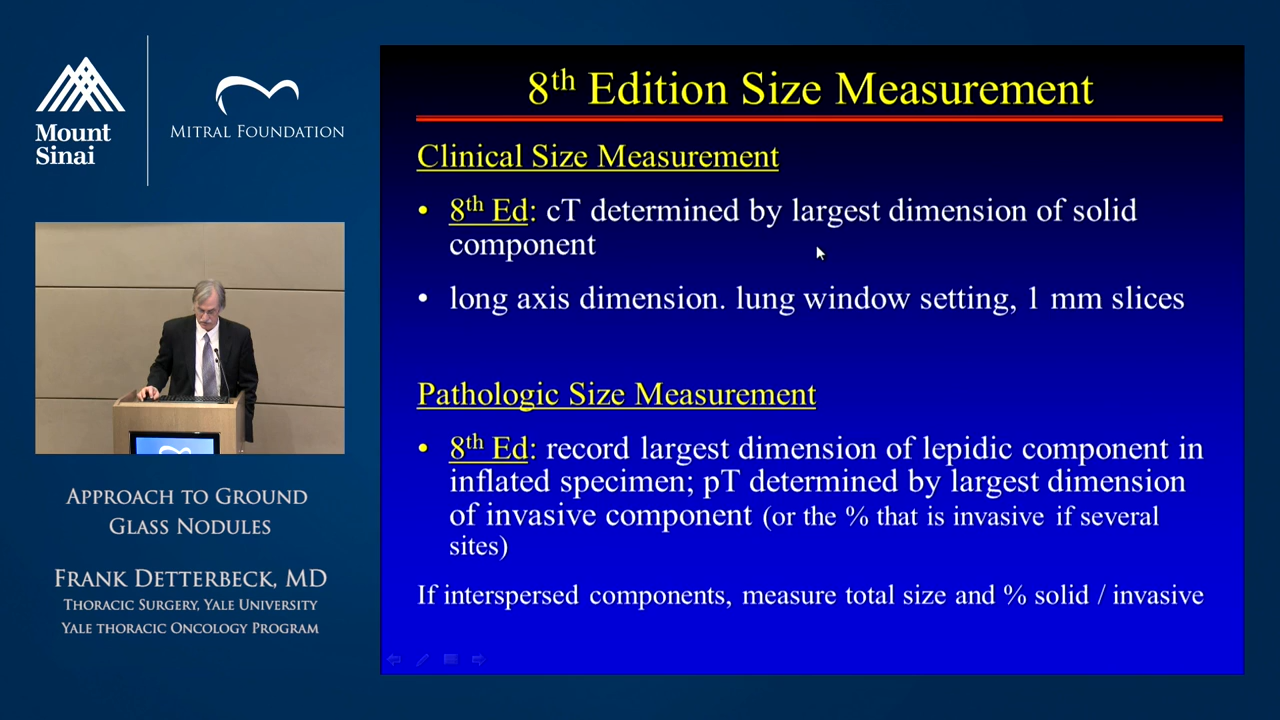 Mount
Sinai
MITRAL FOUNDATION
APPROACH TO GROUND
GLASS NODULES
FRANK DETTERBECK, MD
THORACIC SURGERY, YALE UNIVERSITY
YALE THORACIC ONCOLOGY PROGRAM
8th Edition Size Measurement
Clinical Size Measurement
• 8th Ed: cT determined by largest dimension of solid
component
• long axis dimension. lung window setting, 1 mm slices
Pathologic Size Measurement
• 8th Ed: record largest dimension of lepidic component in
inflated specimen; pT determined by largest dimension
of invasive component (or the % that is invasive if several
sites)
If interspersed components, measure total size and % solid / invasive